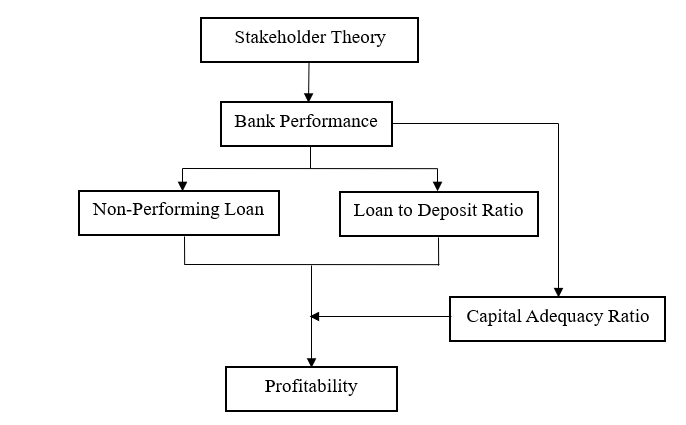 Stakeholder Theory
Bank Performance
Non-Performing Loan
Loan to Deposit Ratio
Capital Adequacy Ratio
Profitability